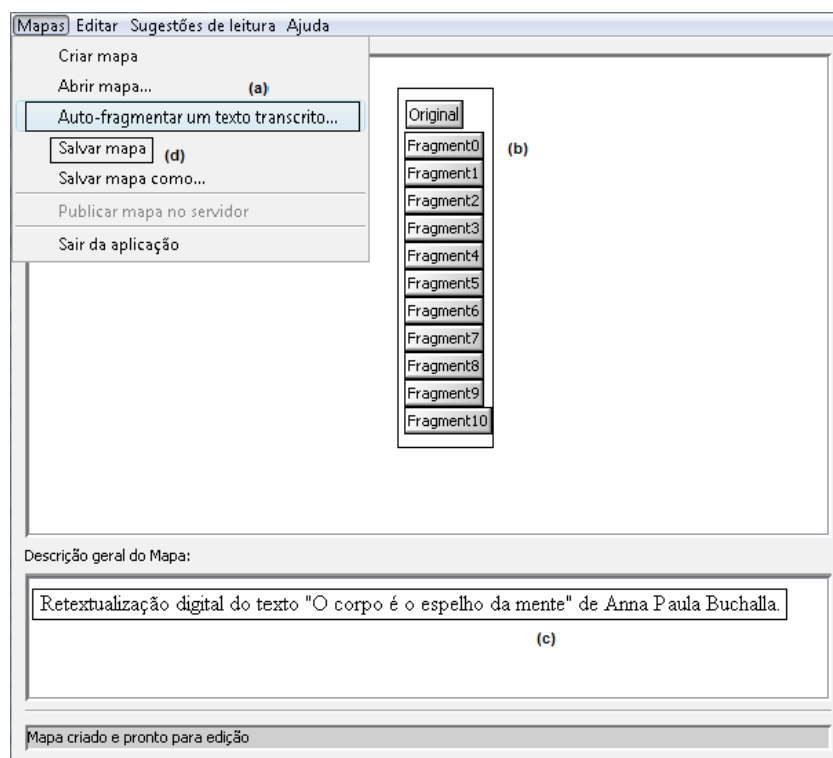 Mapas Editar Sugestões de leitura Ajuda
Criar mapa
Abrir mapa... (a)
Auto-fragmentar um texto transcrito...
Salvar mapa (d)
Salvar mapa como...
Publicar mapa no servidor
Sair da aplicação
Original
Fragment0 (b)
Fragment1
Fragment2
Fragment3
Fragment4
Fragment5
Fragment6
Fragment7
Fragment8
Fragment9
Fragment10
Descrição geral do Mapa:
Retextualização digital do texto "O corpo é o espelho da mente" de Anna Paula Buchalla.
(c)
Mapa criado e pronto para edição